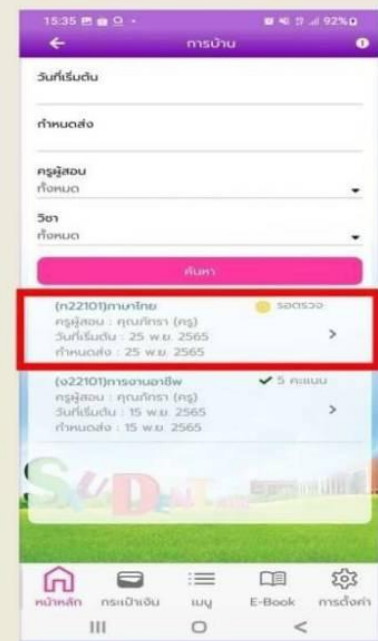 15:35 92%
การบ้าน
วันที่เริ่มต้น
กำหนดส่ง
ครูผู้สอน
ทั้งหมด
วิชา
ทั้งหมด
ค้นหา
(ท22101)ภาษาไทย รอตรวจ
ครูผู้สอน : คุณภัทรา (ครู)
วันที่เริ่มต้น : 25 พ.ย. 2565
กำหนดส่ง : 25 พ.ย. 2565
(ง22101)การงานอาชีพ 5 คะแนน
ครูผู้สอน : คุณภัทรา (ครู)
วันที่เริ่มต้น : 15 พ.ย. 2565
กำหนดส่ง : 15 พ.ย. 2565
หน้าหลัก กระเป๋าเงิน เมนู E-Book การตั้งค่า